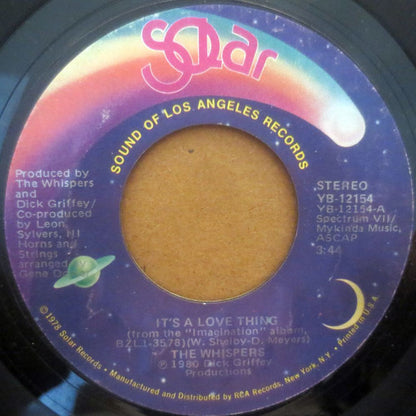 SOLAR
SOUND OF LOS ANGELES RECORDS
Produced by
The Whispers
and
Dick Griffey/
Co-produced
by Leon
Sylvers, III
Horns and
Strings
arranged
Gene
STEREO
YB-12154
YB-12154-A
Spectrum VII/
Mykinda Music,
ASCAP
3:44
IT'S A LOVE THING
(from the "Imagination" album,
BZL1-3578)(W. Shelby-D. Meyers)
THE WHISPERS
℗ 1980 Dick Griffey
Productions
©1978 Solar Records • Manufactured and Distributed by RCA Records, New York, N.Y. • Printed in U.S.A.